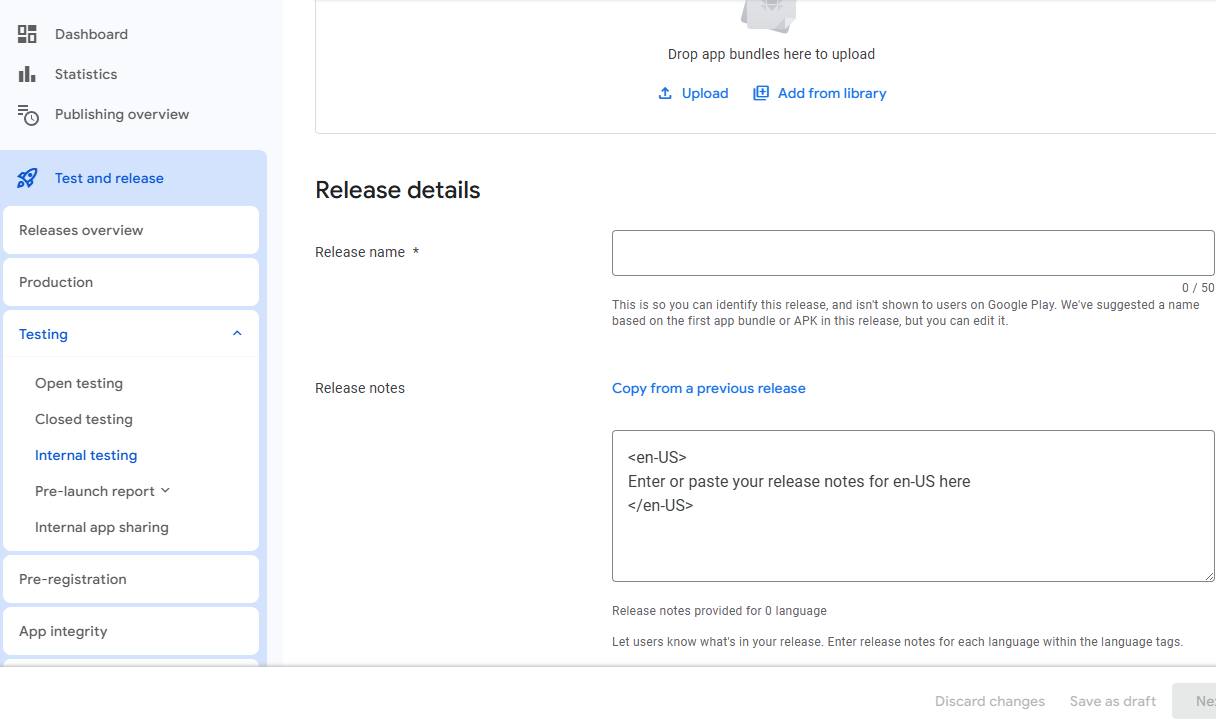 Dashboard
Statistics
Publishing overview
Test and release
Releases overview
Production
Testing
Open testing
Closed testing
Internal testing
Pre-launch report
Internal app sharing
Pre-registration
App integrity
Drop app bundles here to upload
Upload
Add from library
Release details
Release name *
0 / 50
This is so you can identify this release, and isn't shown to users on Google Play. We've suggested a name
based on the first app bundle or APK in this release, but you can edit it.
Release notes
Copy from a previous release
<en-US>
Enter or paste your release notes for en-US here
</en-US>
Release notes provided for 0 language
Let users know what's in your release. Enter release notes for each language within the language tags.
Discard changes
Save as draft